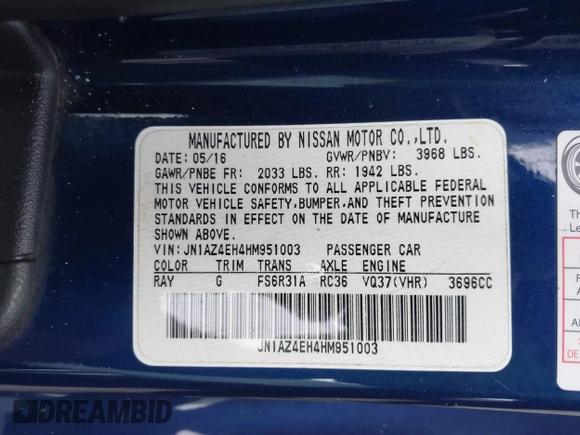 MANUFACTURED BY NISSAN MOTOR CO.,LTD.
DATE: 05/16 GVWR/PNBV: 3968 LBS.
GAWR/PNBE FR: 2033 LBS. RR: 1942 LBS.
THIS VEHICLE CONFORMS TO ALL APPLICABLE FEDERAL
MOTOR VEHICLE SAFETY,BUMPER,AND THEFT PREVENTION
STANDARDS IN EFFECT ON THE DATE OF MANUFACTURE
SHOWN ABOVE.
VIN: JN1AZ4EH4HM951003 PASSENGER CAR
COLOR TRIM TRANS AXLE ENGINE
RAY G FS6R31A RC36 VQ37(VHR) 3696CC
JN1AZ4EH4HM951003
DREAMBID